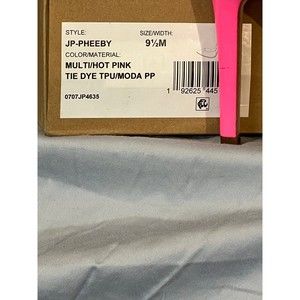 STYLE: SIZE/WIDTH:
JP-PHEEBY 9½M
COLOR/MATERIAL:
MULTI/HOT PINK
TIE DYE TPU/MODA PP
1 92625 445
0707JP4635